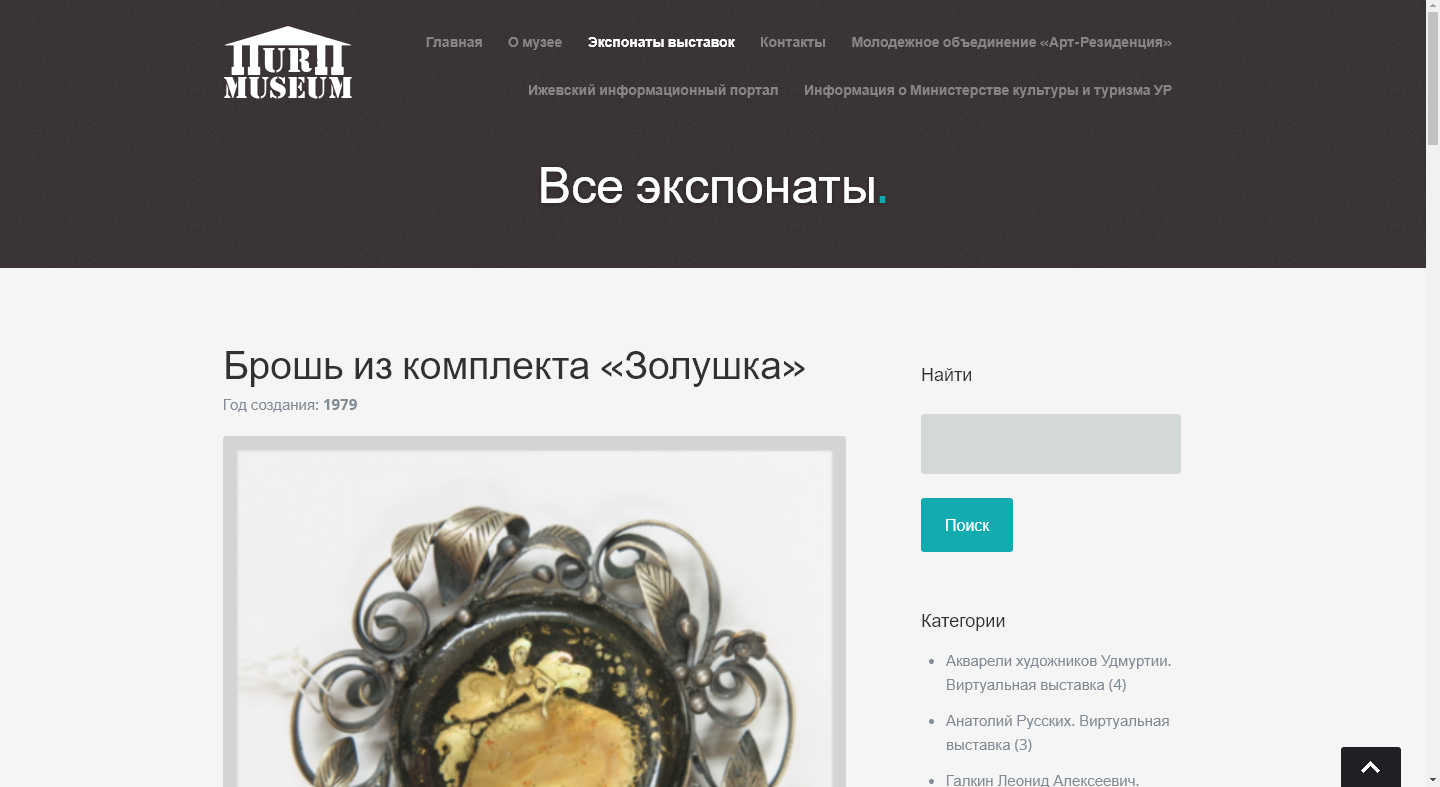 URH
MUSEUM
Главная
О музее
Экспонаты выставок
Контакты
Молодежное объединение «Арт-Резиденция»
Ижевский информационный портал
Информация о Министерстве культуры и туризма УР
Все экспонаты.
Брошь из комплекта «Золушка»
Год создания: 1979
Найти
Поиск
Категории
Акварели художников Удмуртии.
Виртуальная выставка (4)
Анатолий Русских. Виртуальная
выставка (3)
Галкин Леонид Алексеевич.